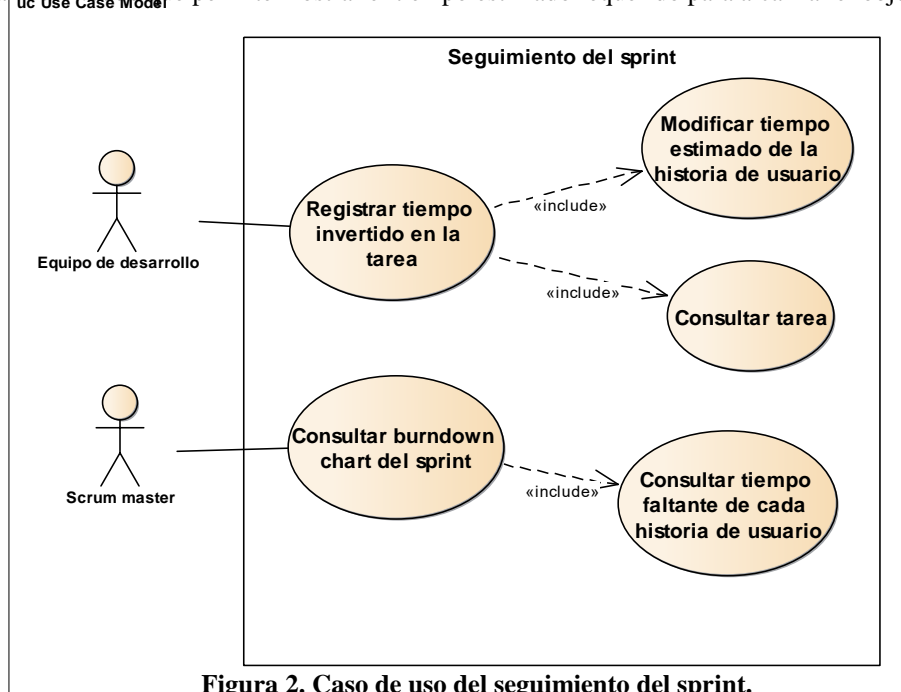 uc Use Case Model
Seguimiento del sprint
Modificar tiempo
estimado de la
historia de usuario
Registrar tiempo
invertido en la
tarea
«include»
Equipo de desarrollo
«include»
Consultar tarea
Consultar burndown
chart del sprint
Scrum master
«include»
Consultar tiempo
faltante de cada
historia de usuario
Figura 2. Caso de uso del seguimiento del sprint.